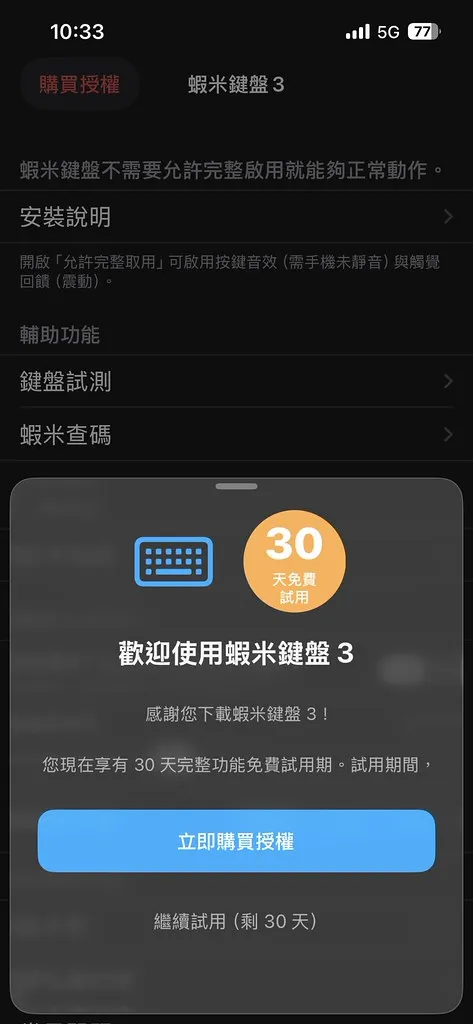 10:33
5G
77
購買授權
蝦米鍵盤3
蝦米鍵盤不需要允許完整啟用就能夠正常動作。
安裝說明
開啟「允許完整取用」可啟用按鍵音效(需手機未靜音)與觸覺
回饋(震動)。
輔助功能
鍵盤試測
蝦米查碼
30
天免費
試用
歡迎使用蝦米鍵盤 3
感謝您下載蝦米鍵盤 3!
您現在享有 30 天完整功能免費試用期。試用期間,
立即購買授權
繼續試用(剩 30 天)